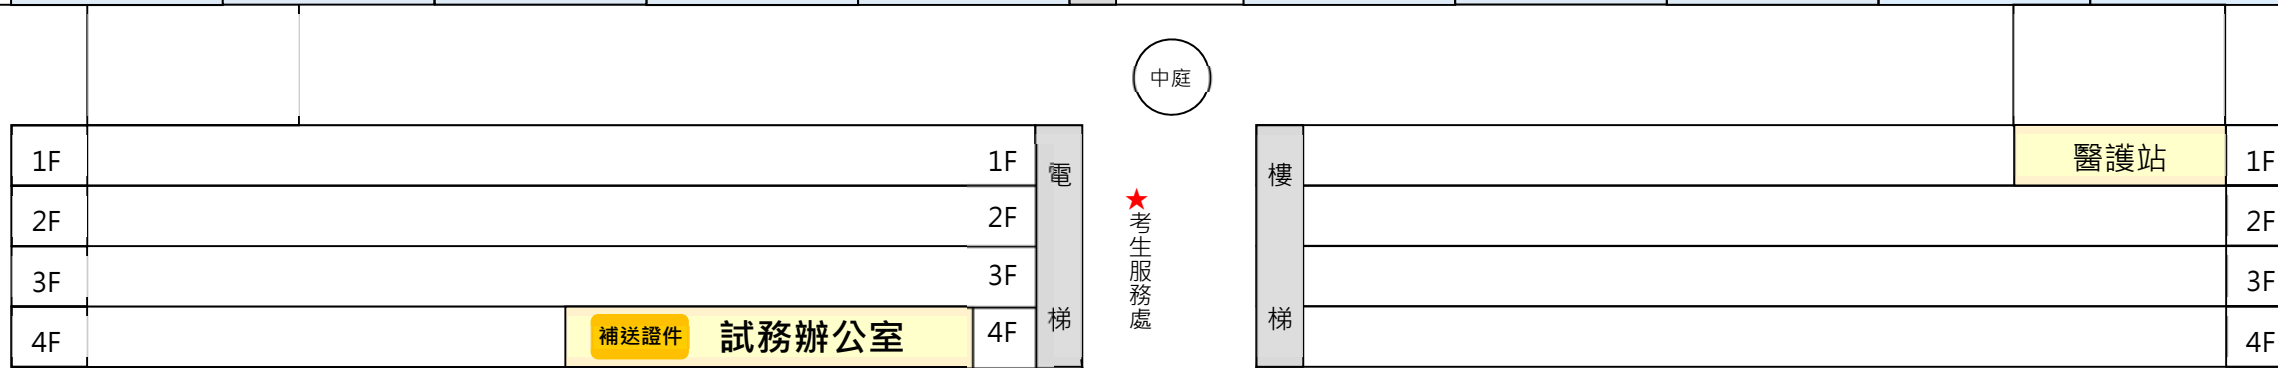 中庭
1F 1F 電梯 樓梯 醫護站 1F
2F 2F ★考生服務處 2F
3F 3F 3F
4F 補送證件 試務辦公室 4F 4F